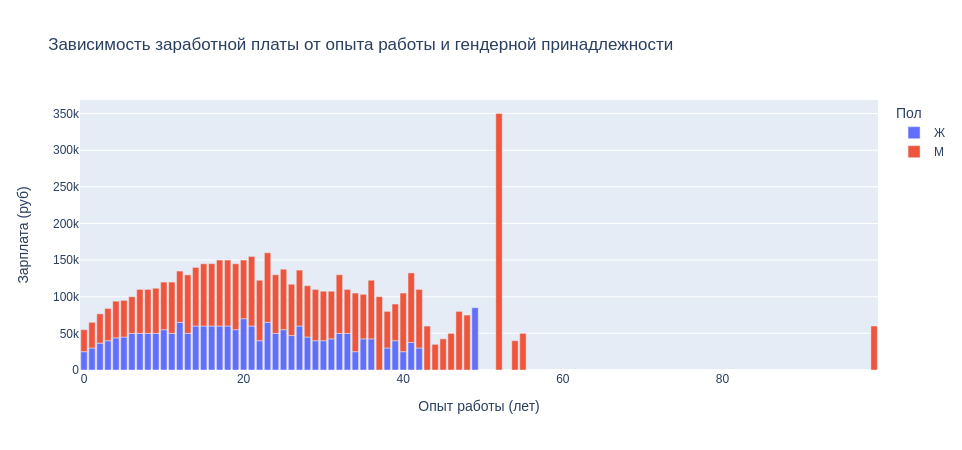 Зависимость заработной платы от опыта работы и гендерной принадлежности
Пол
Ж
М
350k
300k
250k
200k
150k
100k
50k
0
Зарплата (руб)
0 20 40 60 80
Опыт работы (лет)